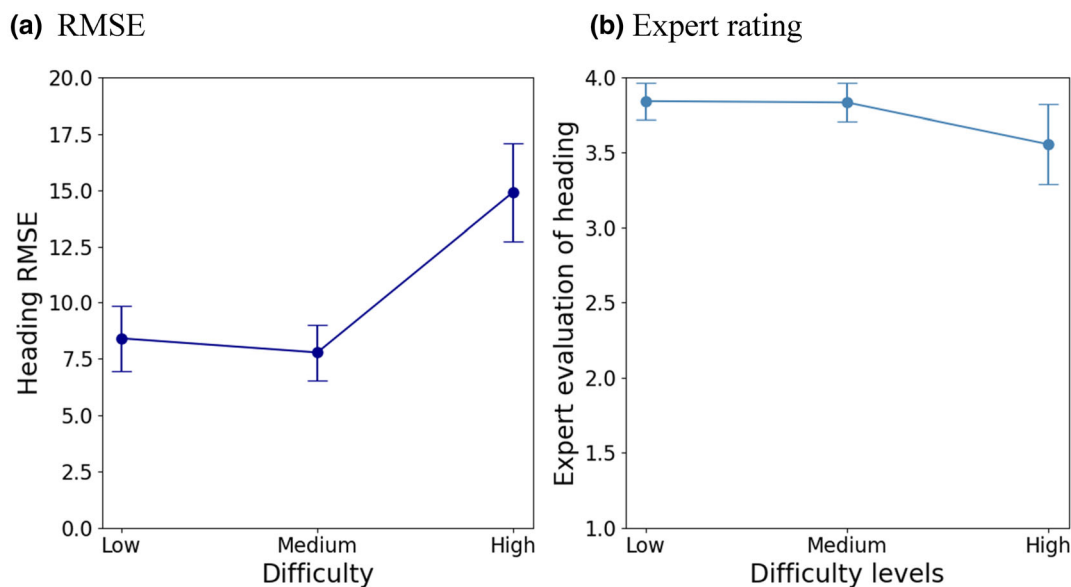 (a) RMSE
20.0
17.5
15.0
12.5
10.0
7.5
5.0
2.5
0.0
Heading RMSE
Low Medium High
Difficulty
(b) Expert rating
4.0
3.5
3.0
2.5
2.0
1.5
1.0
Expert evaluation of heading
Low Medium High
Difficulty levels